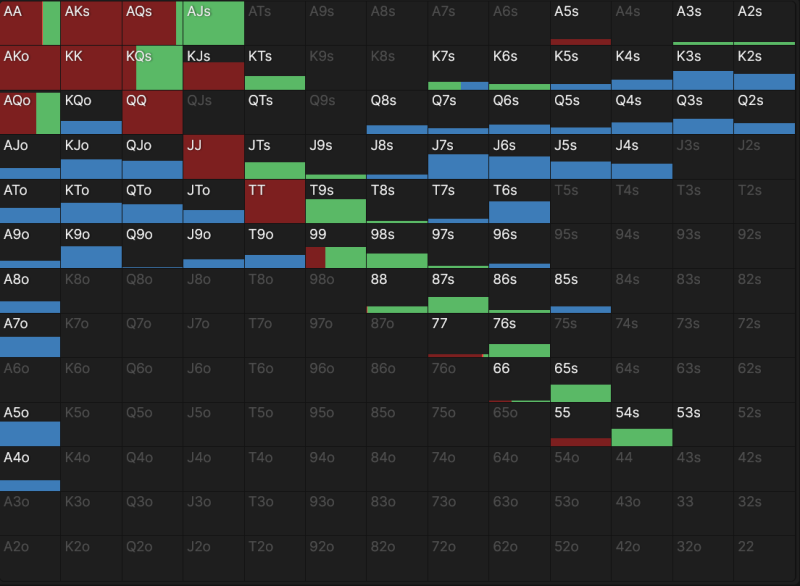 AA AKs AQs AJs ATs A9s A8s A7s A6s A5s A4s A3s A2s
AKo KK KQs KJs KTs K9s K8s K7s K6s K5s K4s K3s K2s
AQo KQo QQ QJs QTs Q9s Q8s Q7s Q6s Q5s Q4s Q3s Q2s
AJo KJo QJo JJ JTs J9s J8s J7s J6s J5s J4s J3s J2s
ATo KTo QTo JTo TT T9s T8s T7s T6s T5s T4s T3s T2s
A9o K9o Q9o J9o T9o 99 98s 97s 96s 95s 94s 93s 92s
A8o K8o Q8o J8o T8o 98o 88 87s 86s 85s 84s 83s 82s
A7o K7o Q7o J7o T7o 97o 87o 77 76s 75s 74s 73s 72s
A6o K6o Q6o J6o T6o 96o 86o 76o 66 65s 64s 63s 62s
A5o K5o Q5o J5o T5o 95o 85o 75o 65o 55 54s 53s 52s
A4o K4o Q4o J4o T4o 94o 84o 74o 64o 54o 44 43s 42s
A3o K3o Q3o J3o T3o 93o 83o 73o 63o 53o 43o 33 32s
A2o K2o Q2o J2o T2o 92o 82o 72o 62o 52o 42o 32o 22